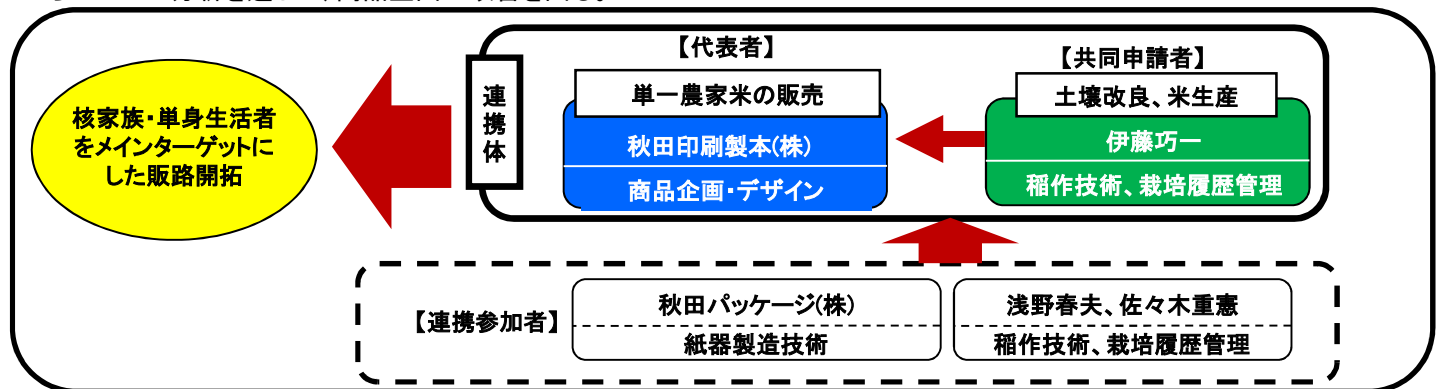 【代表者】
【共同申請者】
連携体
単一農家米の販売
土壌改良、米生産
核家族・単身生活者
をメインターゲットに
した販路開拓
秋田印刷製本(株)
伊藤巧一
商品企画・デザイン
稲作技術、栽培履歴管理
【連携参加者】
秋田パッケージ(株)
浅野春夫、佐々木重憲
紙器製造技術
稲作技術、栽培履歴管理